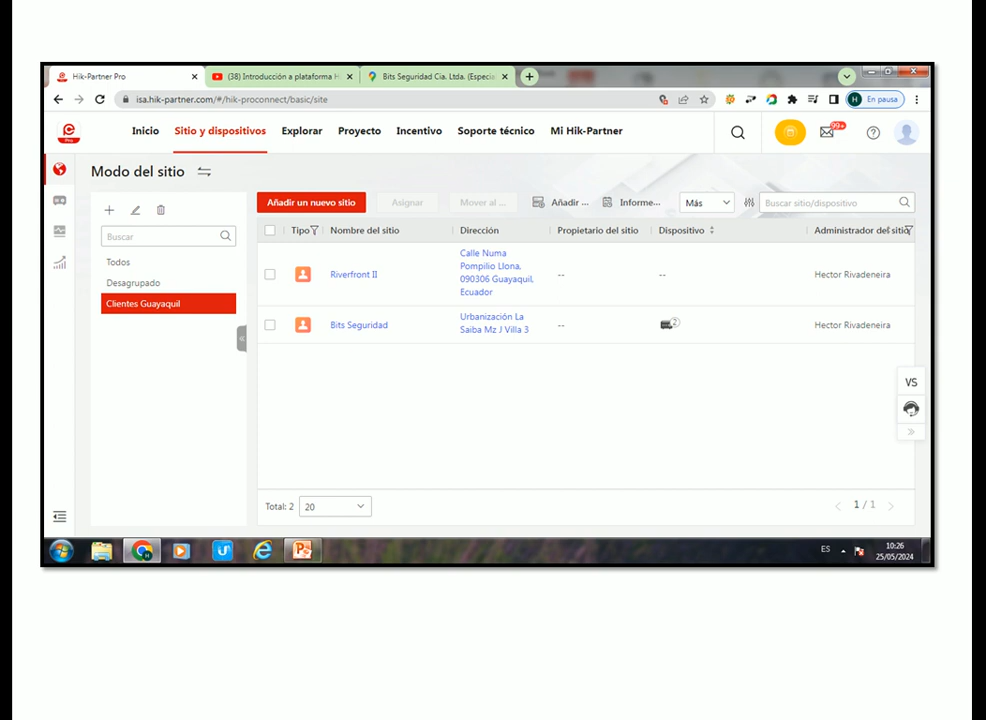 Hik-Partner Pro
(38) Introducción a plataforma H
Bits Seguridad Cia. Ltda. (Especia
isa.hik-partner.com/#/hik-proconnect/basic/site
H En pausa
Pro
Inicio
Sitio y dispositivos
Explorar
Proyecto
Incentivo
Soporte técnico
Mi Hik-Partner
99+
Modo del sitio
Añadir un nuevo sitio
Asignar
Mover al ...
Añadir ...
Informe...
Más
Buscar sitio/dispositivo
Buscar
Todos
Desagrupado
Clientes Guayaquil
Tipo
Nombre del sitio
Dirección
Propietario del sitio
Dispositivo
Administrador del sitio
Riverfront II
Calle Numa
Pompilio Llona,
090306 Guayaquil,
Ecuador
--
--
Hector Rivadeneira
Bits Seguridad
Urbanización La
Saiba Mz J Villa 3
--
2
Hector Rivadeneira
VS
Total: 2
20
1 / 1
ES
10:26
25/05/2024